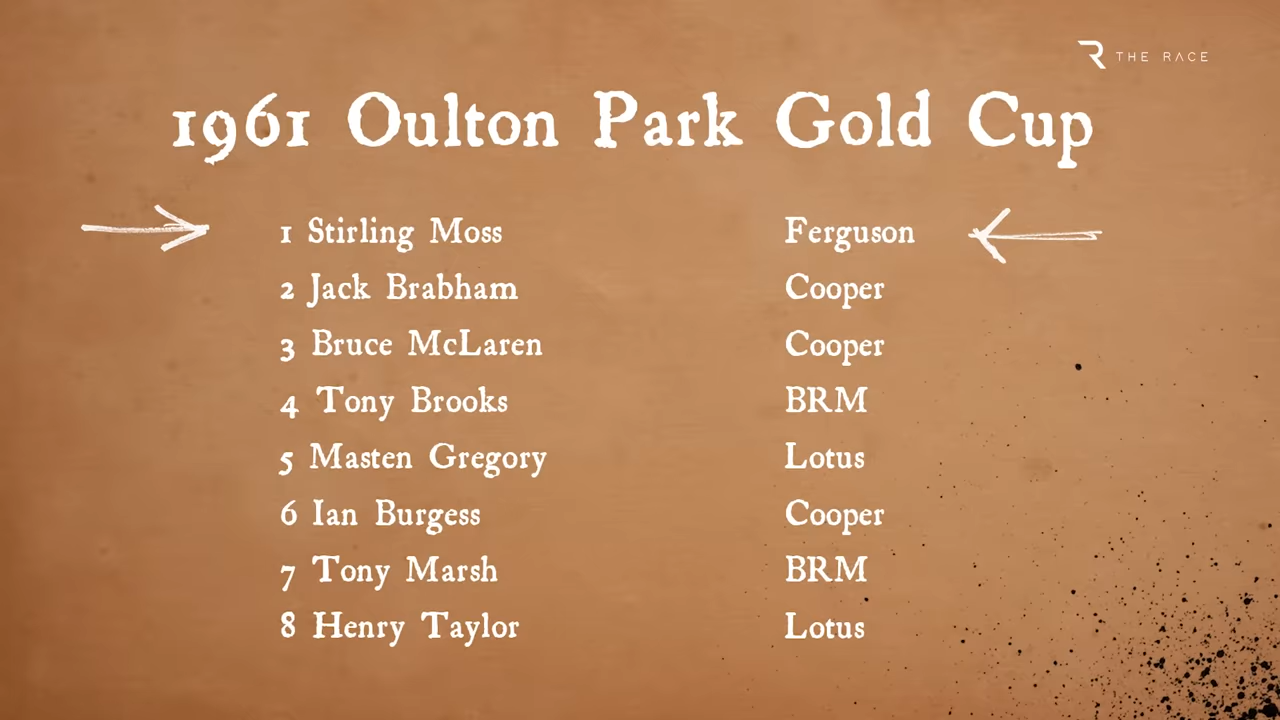 THE RACE
1961 Oulton Park Gold Cup
1 Stirling Moss Ferguson
2 Jack Brabham Cooper
3 Bruce McLaren Cooper
4 Tony Brooks BRM
5 Masten Gregory Lotus
6 Ian Burgess Cooper
7 Tony Marsh BRM
8 Henry Taylor Lotus